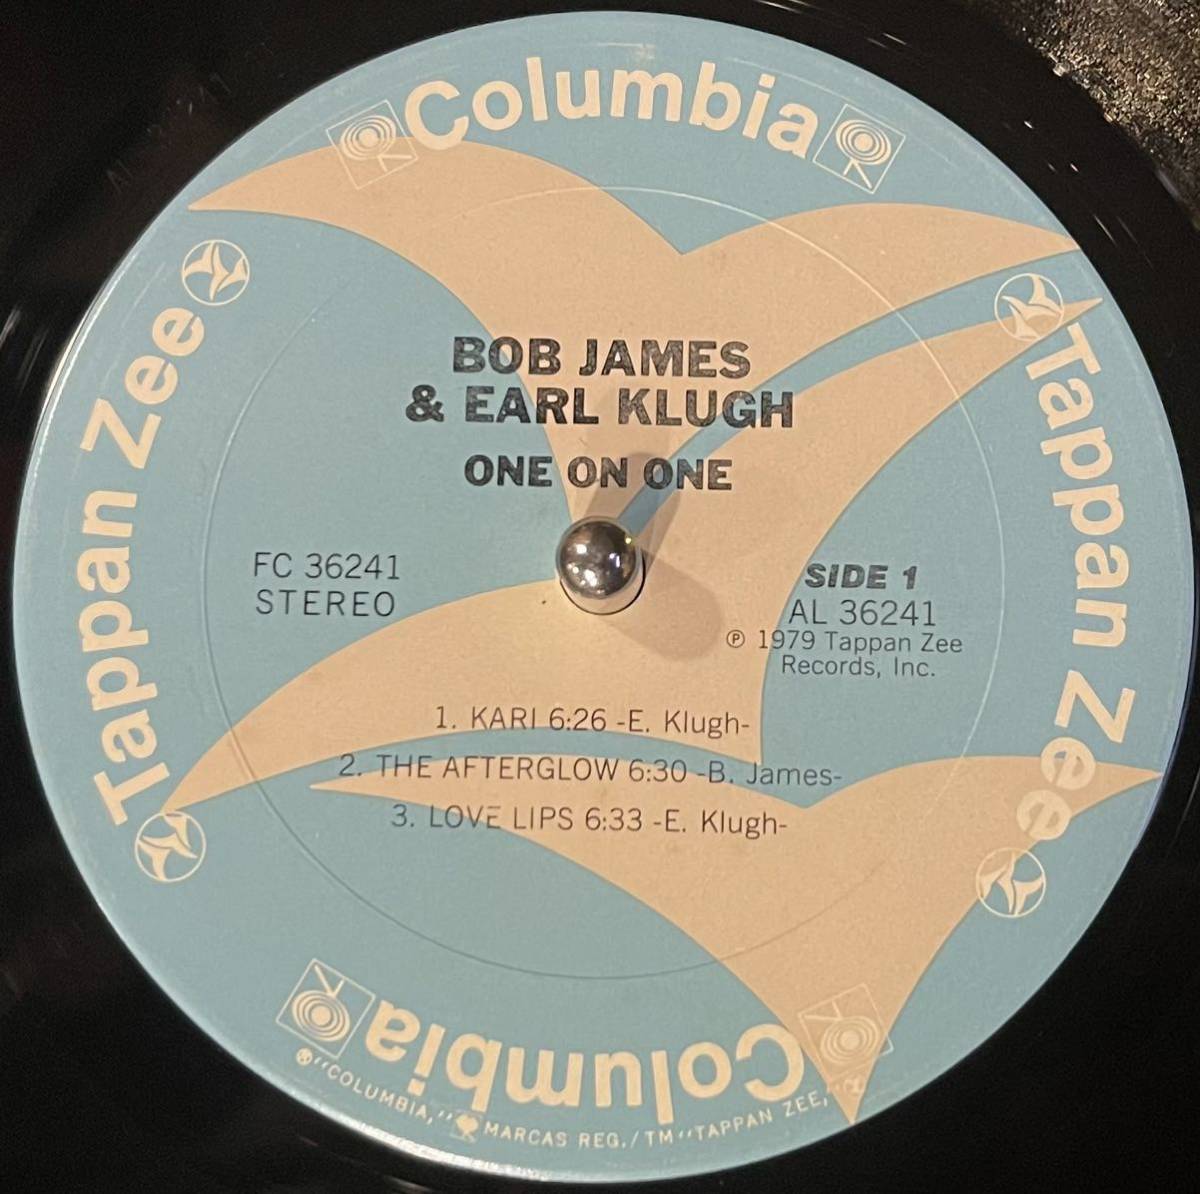 Columbia
Tappan Zee
Tappan Zee
BOB JAMES
& EARL KLUGH
ONE ON ONE
FC 36241
STEREO
SIDE 1
AL 36241
℗ 1979 Tappan Zee
Records, Inc.
1. KARI 6:26 -E. Klugh-
2. THE AFTERGLOW 6:30 -B. James-
3. LOVE LIPS 6:33 -E. Klugh-
Columbia
"COLUMBIA," MARCAS REG./TM "TAPPAN ZEE,"